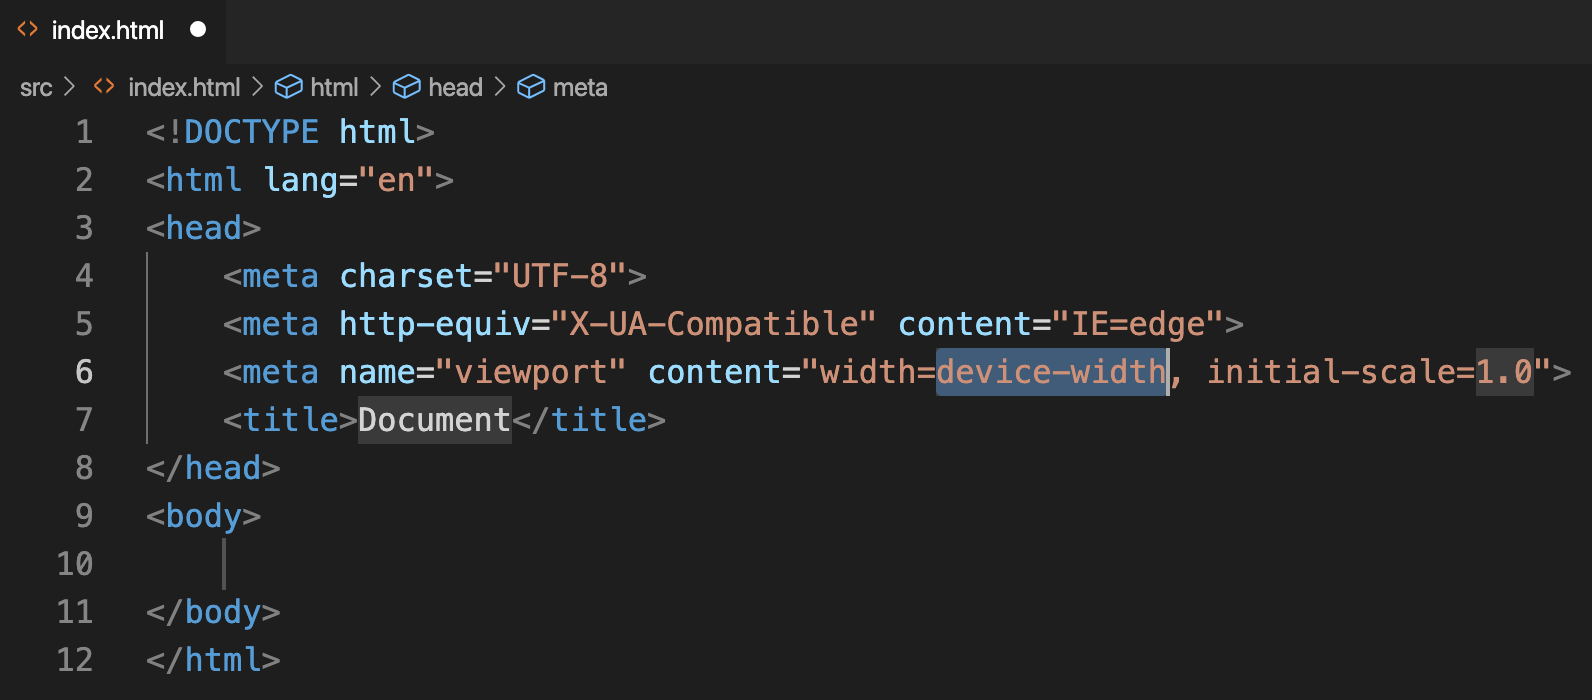 index.html
src > index.html > html > head > meta
1 <!DOCTYPE html>
2 <html lang="en">
3 <head>
4     <meta charset="UTF-8">
5     <meta http-equiv="X-UA-Compatible" content="IE=edge">
6     <meta name="viewport" content="width=device-width, initial-scale=1.0">
7     <title>Document</title>
8 </head>
9 <body>
10
11 </body>
12 </html>